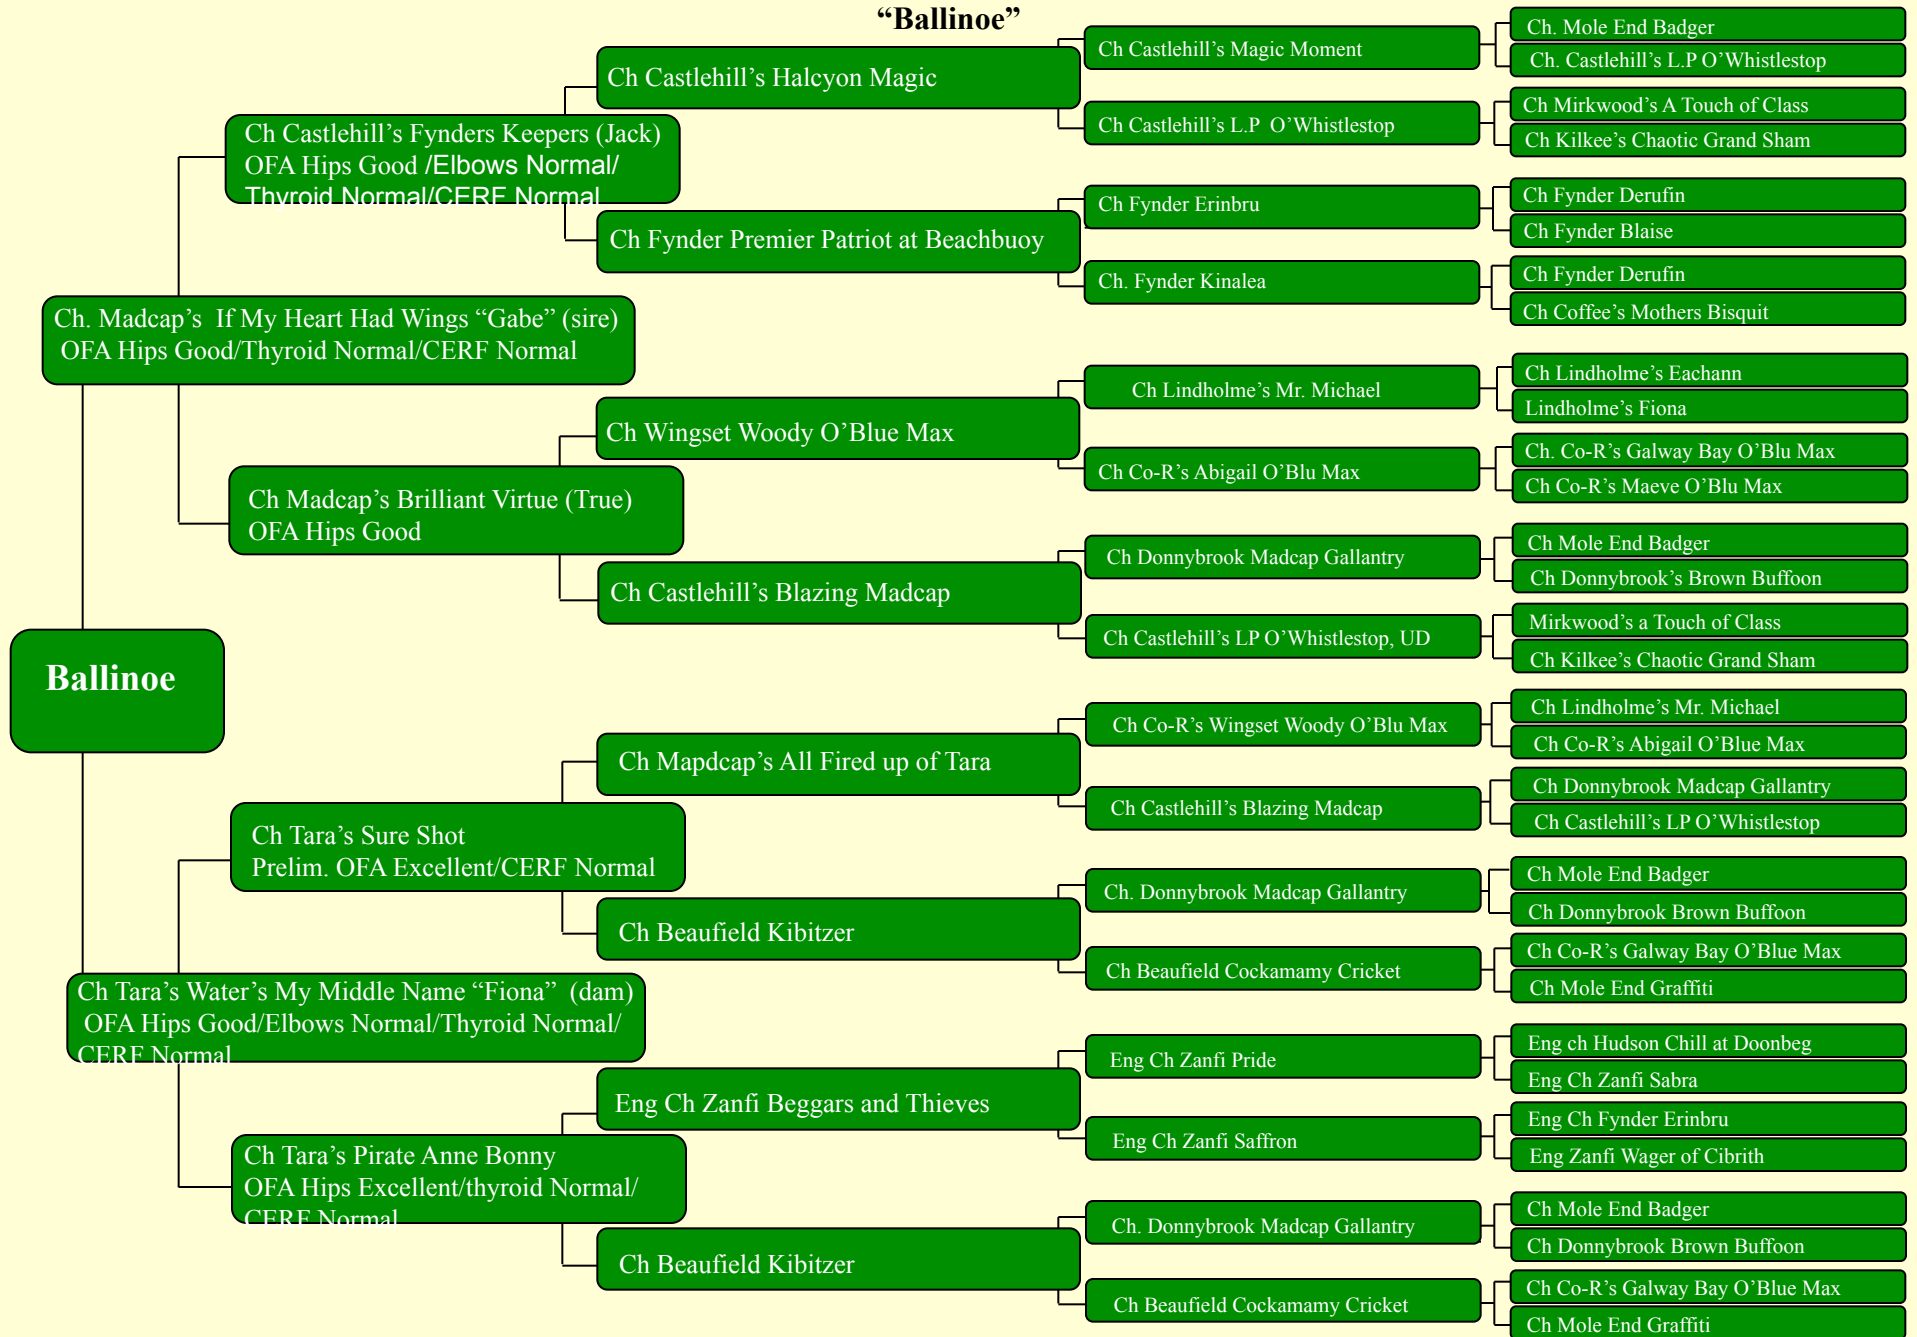 “Ballinoe”
Ballinoe
Ch. Madcap’s If My Heart Had Wings “Gabe” (sire)
OFA Hips Good/Thyroid Normal/CERF Normal
Ch Tara’s Water’s My Middle Name “Fiona” (dam)
OFA Hips Good/Elbows Normal/Thyroid Normal/
CERF Normal
Ch Castlehill’s Fynders Keepers (Jack)
OFA Hips Good /Elbows Normal/
Thyroid Normal/CERF Normal
Ch Madcap’s Brilliant Virtue (True)
OFA Hips Good
Ch Tara’s Sure Shot
Prelim. OFA Excellent/CERF Normal
Ch Tara’s Pirate Anne Bonny
OFA Hips Excellent/thyroid Normal/
CERF Normal
Ch Castlehill’s Halcyon Magic
Ch Fynder Premier Patriot at Beachbuoy
Ch Wingset Woody O’Blue Max
Ch Castlehill’s Blazing Madcap
Ch Mapdcap’s All Fired up of Tara
Ch Beaufield Kibitzer
Eng Ch Zanfi Beggars and Thieves
Ch Beaufield Kibitzer
Ch Castlehill’s Magic Moment
Ch Castlehill’s L.P O’Whistlestop
Ch Fynder Erinbru
Ch. Fynder Kinalea
Ch Lindholme’s Mr. Michael
Ch Co-R’s Abigail O’Blu Max
Ch Donnybrook Madcap Gallantry
Ch Castlehill’s LP O’Whistlestop, UD
Ch Co-R’s Wingset Woody O’Blu Max
Ch Castlehill’s Blazing Madcap
Ch. Donnybrook Madcap Gallantry
Ch Beaufield Cockamamy Cricket
Eng Ch Zanfi Pride
Eng Ch Zanfi Saffron
Ch. Donnybrook Madcap Gallantry
Ch Beaufield Cockamamy Cricket
Ch. Mole End Badger
Ch. Castlehill’s L.P O’Whistlestop
Ch Mirkwood’s A Touch of Class
Ch Kilkee’s Chaotic Grand Sham
Ch Fynder Derufin
Ch Fynder Blaise
Ch Fynder Derufin
Ch Coffee’s Mothers Bisquit
Ch Lindholme’s Eachann
Lindholme’s Fiona
Ch. Co-R’s Galway Bay O’Blu Max
Ch Co-R’s Maeve O’Blu Max
Ch Mole End Badger
Ch Donnybrook’s Brown Buffoon
Mirkwood’s a Touch of Class
Ch Kilkee’s Chaotic Grand Sham
Ch Lindholme’s Mr. Michael
Ch Co-R’s Abigail O’Blue Max
Ch Donnybrook Madcap Gallantry
Ch Castlehill’s LP O’Whistlestop
Ch Mole End Badger
Ch Donnybrook Brown Buffoon
Ch Co-R’s Galway Bay O’Blue Max
Ch Mole End Graffiti
Eng ch Hudson Chill at Doonbeg
Eng Ch Zanfi Sabra
Eng Ch Fynder Erinbru
Eng Zanfi Wager of Cibrith
Ch Mole End Badger
Ch Donnybrook Brown Buffoon
Ch Co-R’s Galway Bay O’Blue Max
Ch Mole End Graffiti